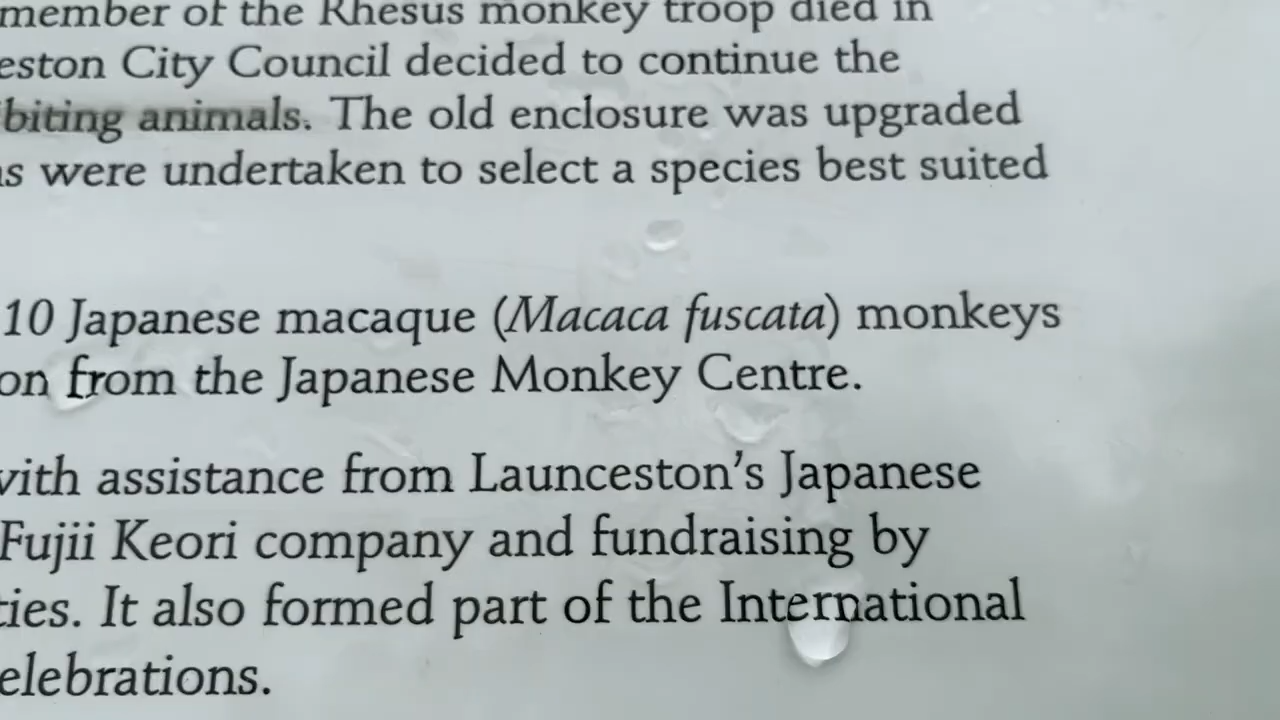 member of the Rhesus monkey troop died in
eston City Council decided to continue the
biting animals. The old enclosure was upgraded
s were undertaken to select a species best suited
10 Japanese macaque (Macaca fuscata) monkeys
on from the Japanese Monkey Centre.
with assistance from Launceston's Japanese
Fujii Keori company and fundraising by
ties. It also formed part of the International
elebrations.